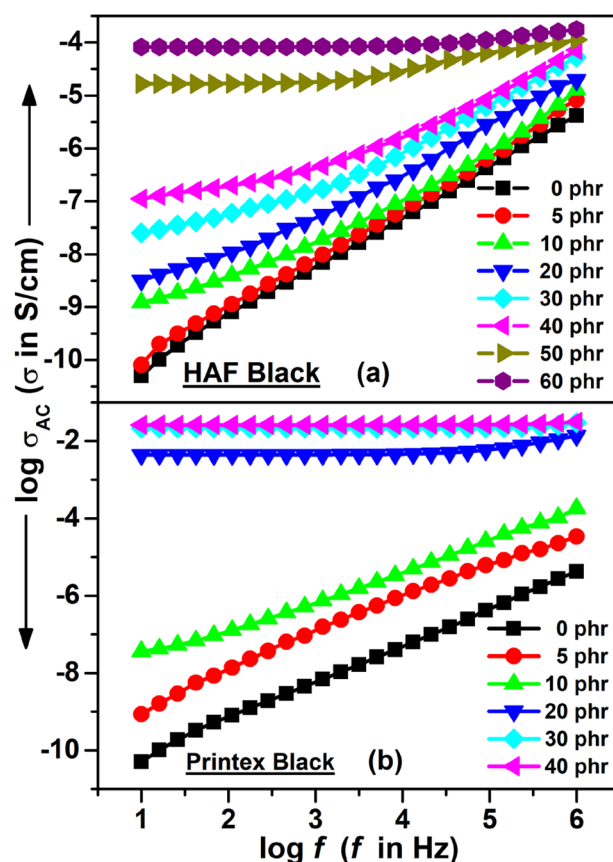 -4
-5
-6
-7
-8
-9
-10
0 phr
5 phr
10 phr
20 phr
30 phr
40 phr
50 phr
60 phr
HAF Black (a)
log σAC (σ in S/cm)
-2
-4
-6
-8
-10
0 phr
5 phr
10 phr
20 phr
30 phr
40 phr
Printex Black (b)
1 2 3 4 5 6
log f (f in Hz)